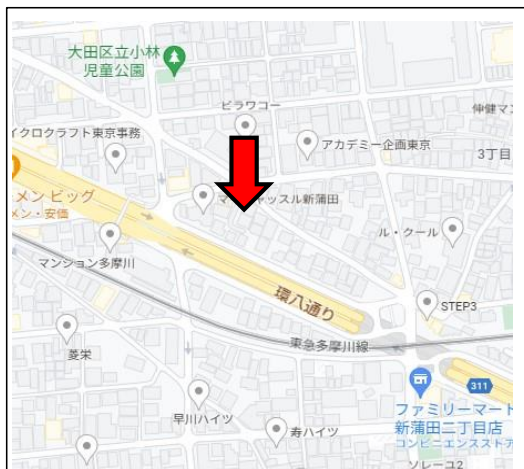 大田区立小林
児童公園
ビラワコー
伸健マン
イクロクラフト東京事務
アカデミー企画東京
3丁目
メンビッグ
メン・安価
ャッスル新蒲田
ル・クール
マンション多摩川
環八通り
STEP3
東急多摩川線
菱栄
311
ファミリーマート
新蒲田二丁目店
コンビニエンスストア
早川ハイツ
寿ハイツ
ソレーユ2